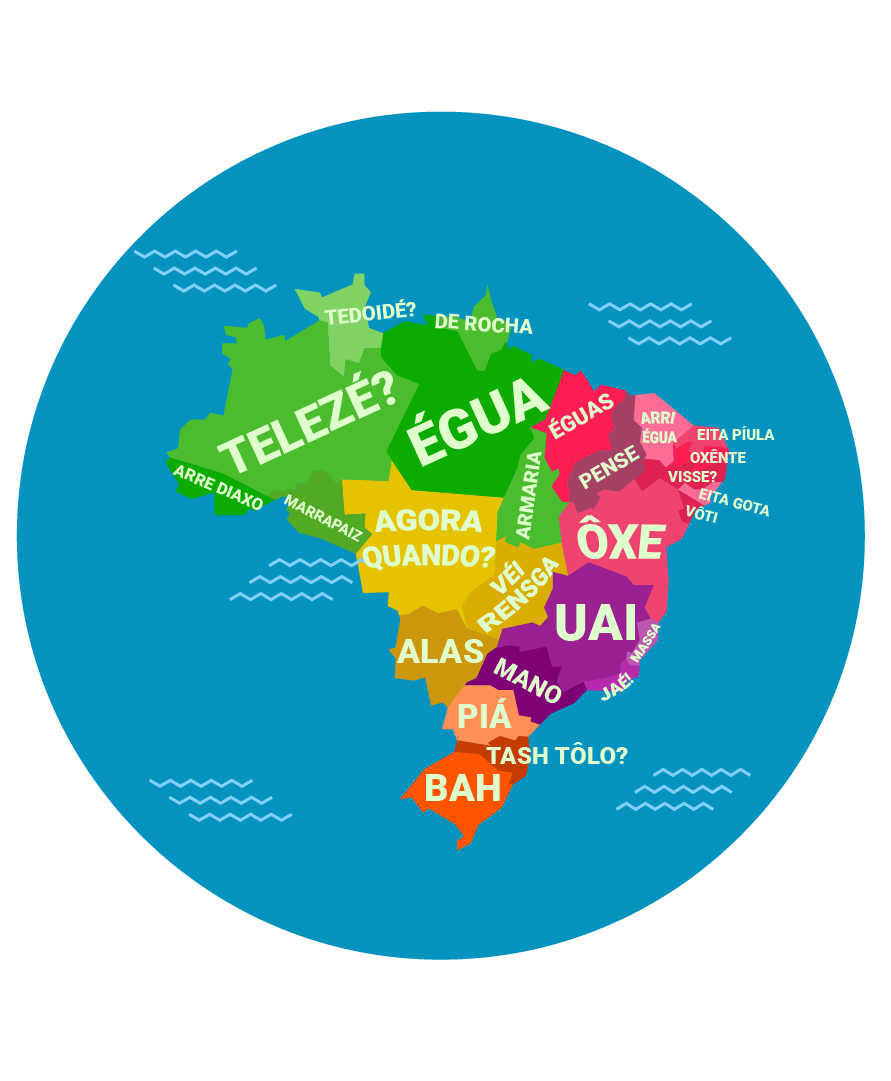 TEDOIDÉ?
DE ROCHA
TELEZÉ?
ÉGUA
ÉGUAS
ARRI
ÉGUA
EITA PÍULA
OXÊNTE
VISSE?
EITA GOTA
VÔTI
PENSE
ARRE DIAXO
MARRAPAIZ
ARMARIA
AGORA
QUANDO?
ÔXE
VÉI
RENSGA
UAI
MASSA
ALAS
MANO
JAÉ!
PIÁ
TASH TÔLO?
BAH